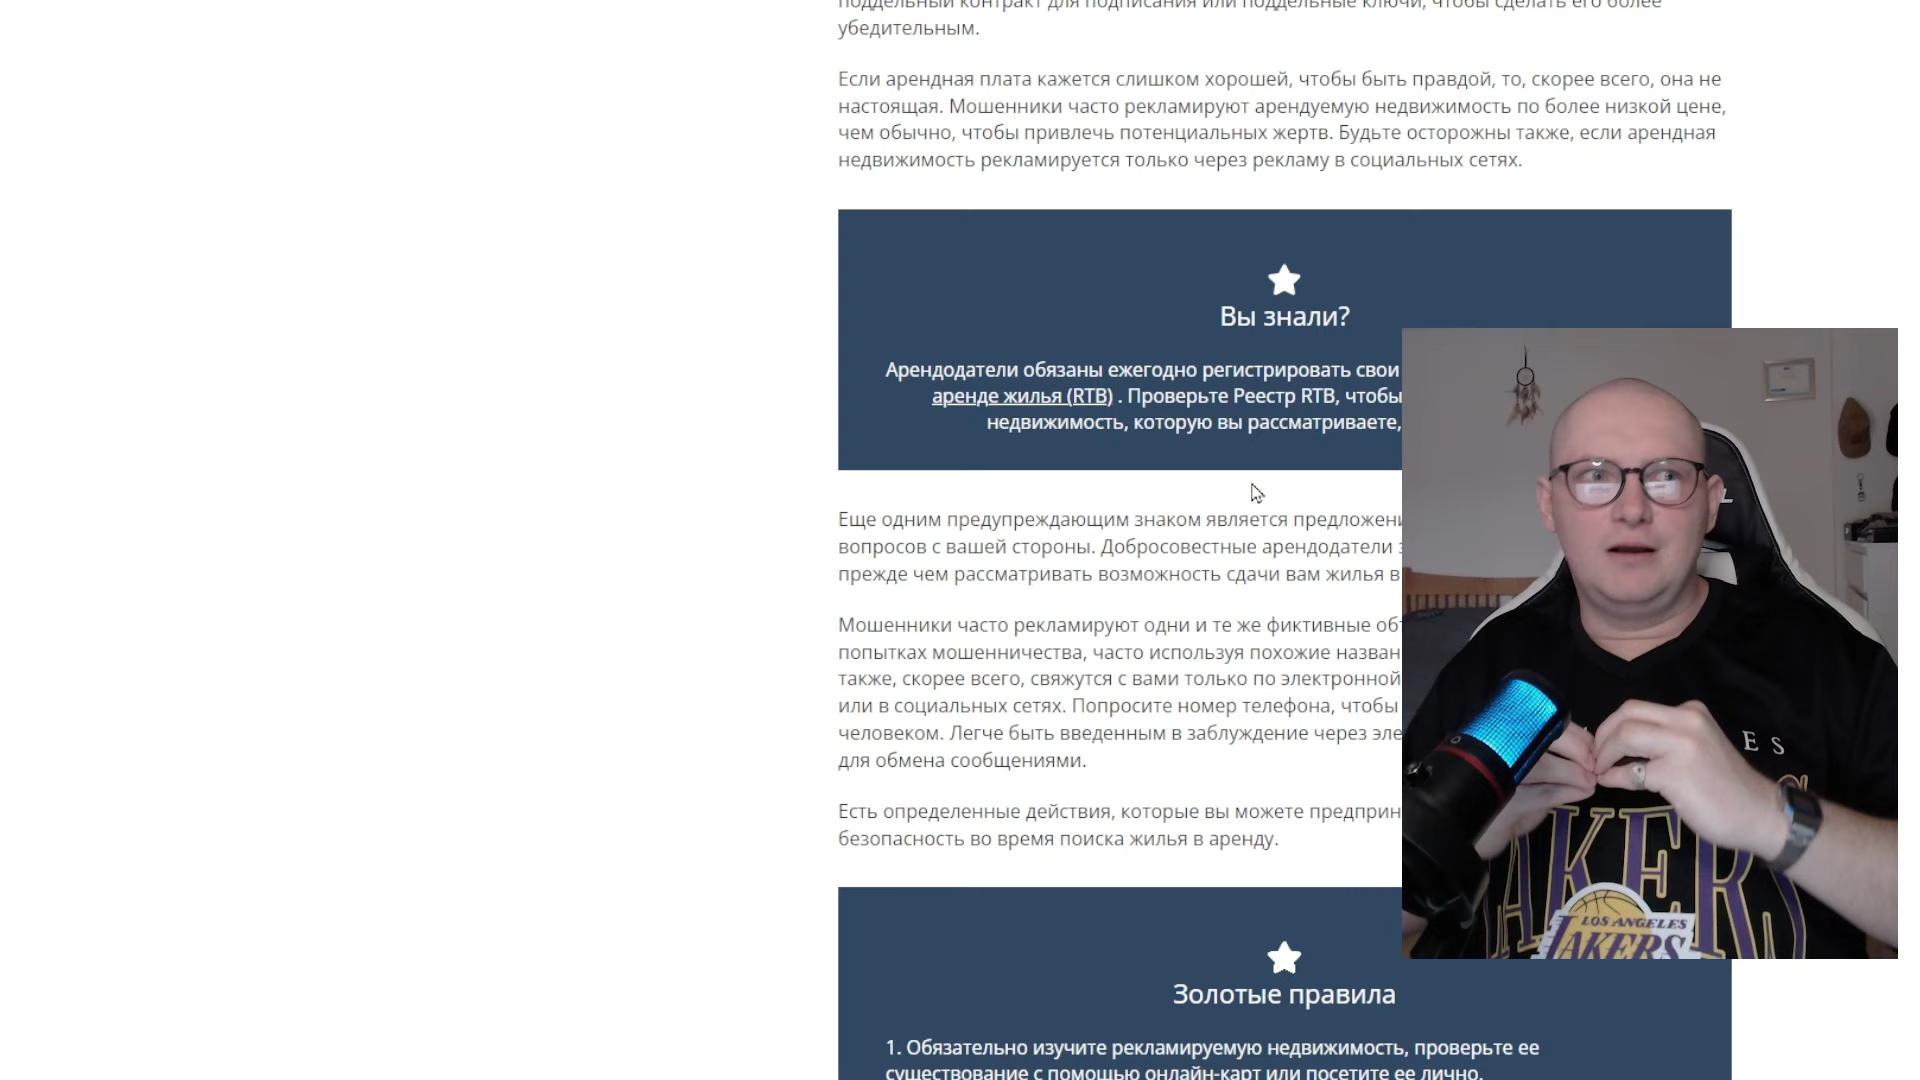 поддельный контракт для подписания или поддельные ключи, чтобы сделать его более
убедительным.
Если арендная плата кажется слишком хорошей, чтобы быть правдой, то, скорее всего, она не
настоящая. Мошенники часто рекламируют арендуемую недвижимость по более низкой цене,
чем обычно, чтобы привлечь потенциальных жертв. Будьте осторожны также, если арендная
недвижимость рекламируется только через рекламу в социальных сетях.
Вы знали?
Арендодатели обязаны ежегодно регистрировать свои
аренде жилья (RTB) . Проверьте Реестр RTB, чтобы
недвижимость, которую вы рассматриваете,
Еще одним предупреждающим знаком является
вопросов с вашей стороны. Добросовестные арендодатели
прежде чем рассматривать возможность сдачи вам жилья в
Мошенники часто рекламируют одни и те же фиктивные
попытках мошенничества, часто используя похожие
также, скорее всего, свяжутся с вами только по электронной
или в социальных сетях. Попросите номер телефона, чтобы
человеком. Легче быть введенным в заблуждение через
для обмена сообщениями.
Есть определенные действия, которые вы можете
безопасность во время поиска жилья в аренду.
Золотые правила
1. Обязательно изучите рекламируемую недвижимость, проверьте ее
существование с помощью онлайн-карт или посетите ее лично.
ES
LAKERS
LOS ANGELES
LAKERS